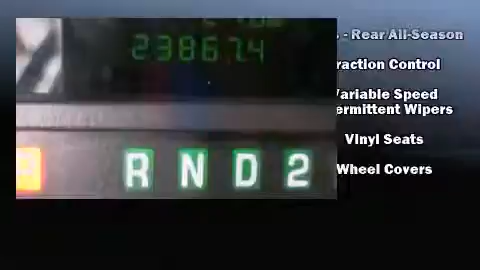 238674
R N D 2
- Rear All-Season
raction Control
Variable Speed
ermittent Wipers
Vinyl Seats
Wheel Covers